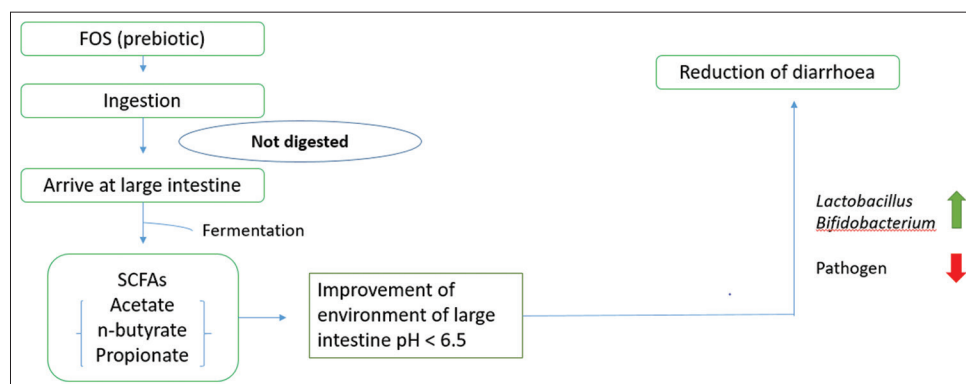 FOS (prebiotic)
Ingestion
Not digested
Arrive at large intestine
Fermentation
SCFAs
Acetate
n-butyrate
Propionate
Improvement of
environment of large
intestine pH < 6.5
Reduction of diarrhoea
Lactobacillus
Bifidobacterium
Pathogen